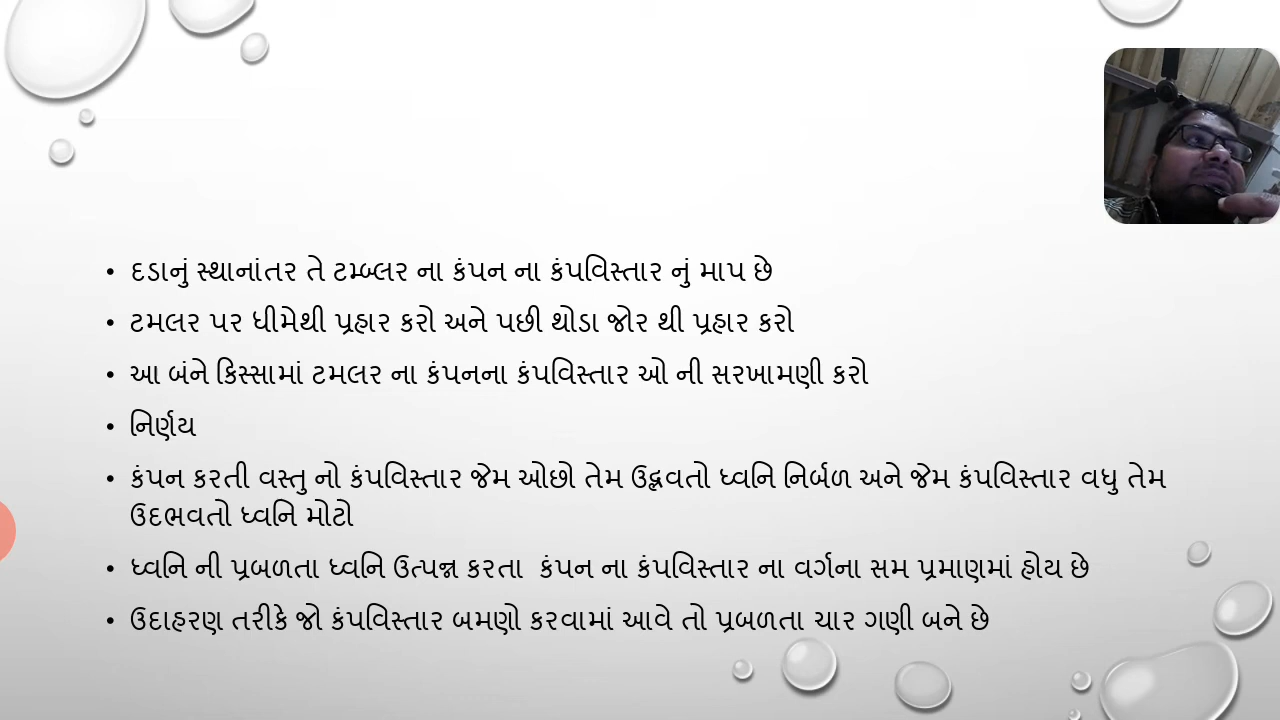 • દડાનું સ્થાનાંતર તે ટમ્બ્લર ના કંપન ના કંપવિસ્તાર નું માપ છે
• ટમલર પર ધીમેથી પ્રહાર કરો અને પછી થોડા જોર થી પ્રહાર કરો
• આ બંને કિસ્સામાં ટમલર ના કંપનના કંપવિસ્તાર ઓ ની સરખામણી કરો
• નિર્ણય
• કંપન કરતી વસ્તુ નો કંપવિસ્તાર જેમ ઓછો તેમ ઉદ્ભવતો ધ્વનિ નિર્બળ અને જેમ કંપવિસ્તાર વધુ તેમ
ઉદભવતો ધ્વનિ મોટો
• ધ્વનિ ની પ્રબળતા ધ્વનિ ઉત્પન્ન કરતા કંપન ના કંપવિસ્તાર ના વર્ગના સમ પ્રમાણમાં હોય છે
• ઉદાહરણ તરીકે જો કંપવિસ્તાર બમણો કરવામાં આવે તો પ્રબળતા ચાર ગણી બને છે